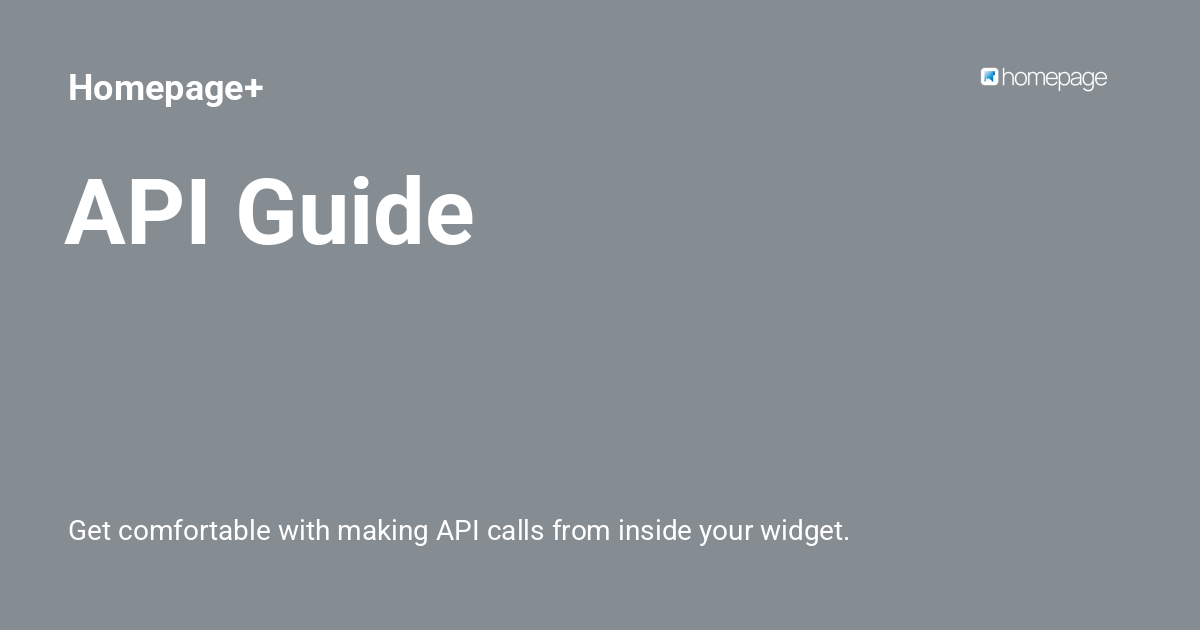 Homepage+
homepage
API Guide
Get comfortable with making API calls from inside your widget.